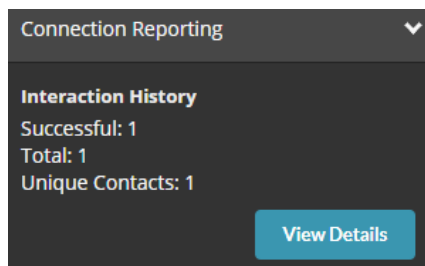 Connection Reporting
Interaction History
Successful: 1
Total: 1
Unique Contacts: 1
View Details